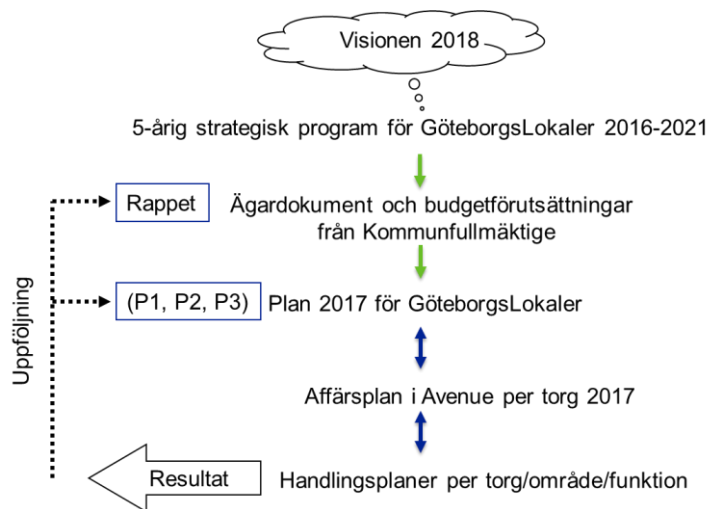 Visionen 2018
5-årig strategisk program för GöteborgsLokaler 2016-2021
Rappet
Ägardokument och budgetförutsättningar
från Kommunfullmäktige
Uppföljning
(P1, P2, P3)
Plan 2017 för GöteborgsLokaler
Affärsplan i Avenue per torg 2017
Resultat
Handlingsplaner per torg/område/funktion